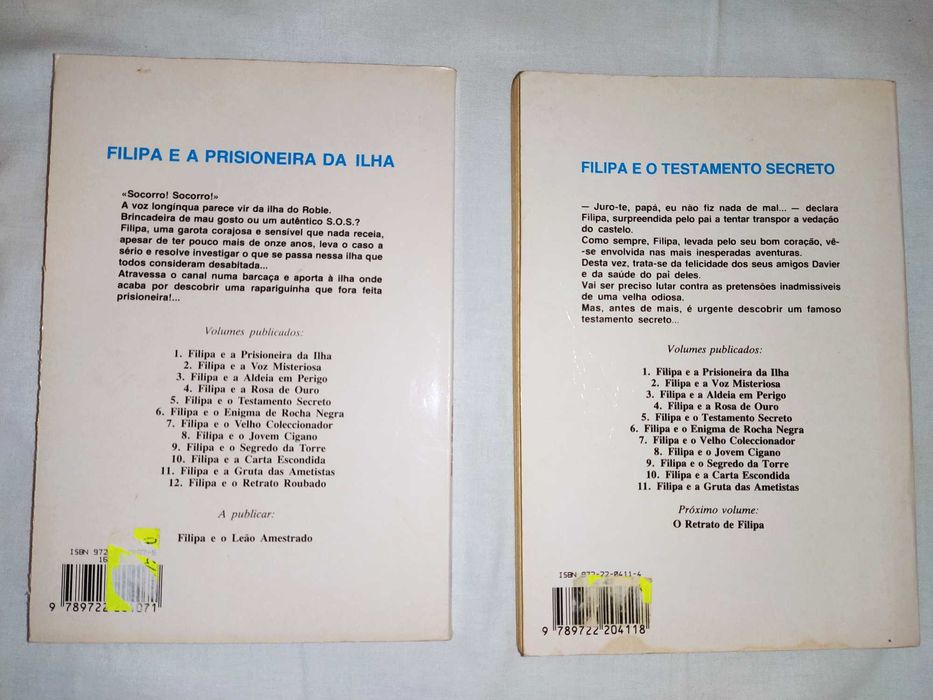 FILIPA E A PRISIONEIRA DA ILHA
«Socorro! Socorro!»
A voz longínqua parece vir da ilha do Roble.
Brincadeira de mau gosto ou um autêntico S.O.S.?
Filipa, uma garota corajosa e sensível que nada receia,
apesar de ter pouco mais de onze anos, leva o caso a
sério e resolve investigar o que se passa nessa ilha que
todos consideram desabitada...
Atravessa o canal numa barcaça e aporta à ilha onde
acaba por descobrir uma rapariguinha que fora feita
prisioneira!...
Volumes publicados:
1. Filipa e a Prisioneira da Ilha
2. Filipa e a Voz Misteriosa
3. Filipa e a Aldeia em Perigo
4. Filipa e a Rosa de Ouro
5. Filipa e o Testamento Secreto
6. Filipa e o Enigma de Rocha Negra
7. Filipa e o Velho Coleccionador
8. Filipa e o Jovem Cigano
9. Filipa e o Segredo da Torre
10. Filipa e a Carta Escondida
11. Filipa e a Gruta das Ametistas
12. Filipa e o Retrato Roubado
A publicar:
Filipa e o Leão Amestrado
ISBN 972
16
9 789722
FILIPA E O TESTAMENTO SECRETO
— Juro-te, papá, eu não fiz nada de mal... — declara
Filipa, surpreendida pelo pai a tentar transpor a vedação
do castelo.
Como sempre, Filipa, levada pelo seu bom coração, vê-
-se envolvida nas mais inesperadas aventuras.
Desta vez, trata-se da felicidade dos seus amigos Davier
e da saúde do pai deles.
Vai ser preciso lutar contra as pretensões inadmissíveis
de uma velha odiosa.
Mas, antes de mais, é urgente descobrir um famoso
testamento secreto...
Volumes publicados:
1. Filipa e a Prisioneira da Ilha
2. Filipa e a Voz Misteriosa
3. Filipa e a Aldeia em Perigo
4. Filipa e a Rosa de Ouro
5. Filipa e o Testamento Secreto
6. Filipa e o Enigma de Rocha Negra
7. Filipa e o Velho Coleccionador
8. Filipa e o Jovem Cigano
9. Filipa e o Segredo da Torre
10. Filipa e a Carta Escondida
11. Filipa e a Gruta das Ametistas
Próximo volume:
O Retrato de Filipa
ISBN 972-22-0411-4
9 789722 204118